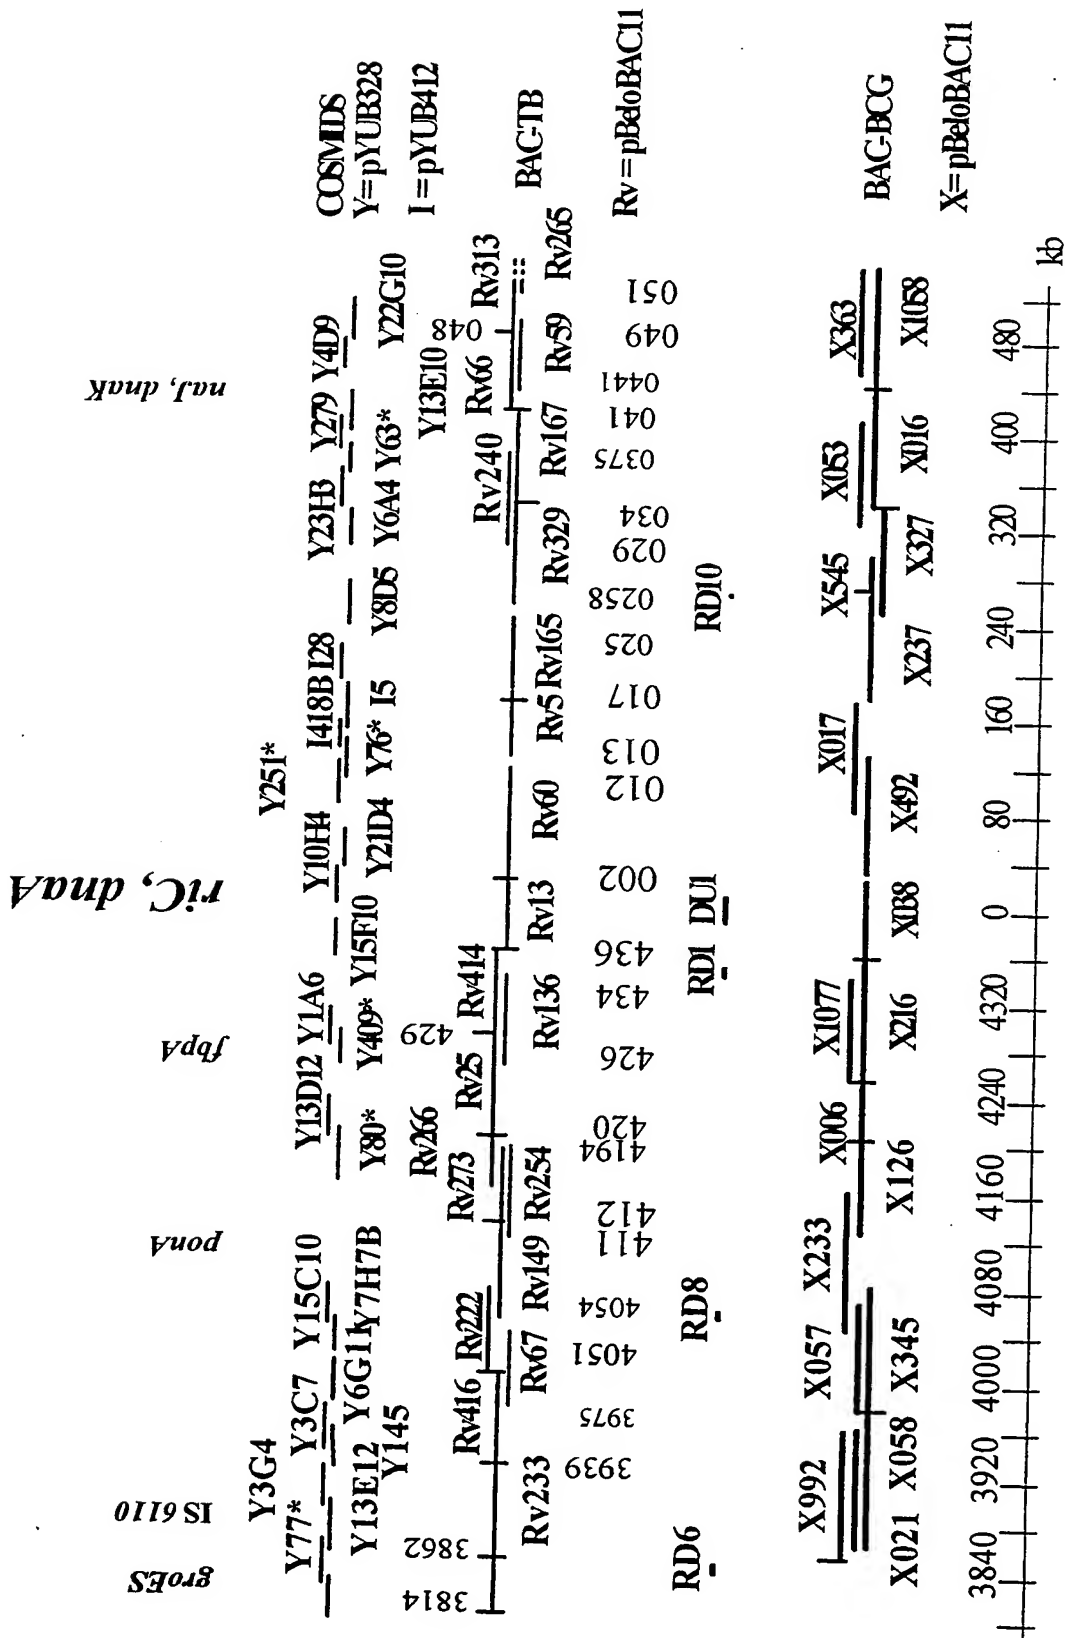 naJ, dnaK
riC, dnaA
fbpA
ponA
IS 6110
groES
Y251*
Y3G4
Y77* Y3C7 Y15C10 Y13D12 Y1A6 Y10H4 I418B I28 Y23H3 Y279 Y4D9
COSMIDS
Y13E12 Y6G11 Y7H7B Y80* Y409* Y15F10 Y21D4 Y76* I5 Y8D5 Y6A4 Y63* Y22G10
Y=pYUB328
Y145
Y13E10
I=pYUB412
3814 3862 429 048
Rv266
Rv416 Rv222 Rv273 Rv25 Rv414 Rv240 Rv66 Rv313
BAC-TB
Rv233 Rv67 Rv149 Rv254 Rv136 Rv13 Rv60 Rv5 Rv165 Rv329 Rv167 Rv59 Rv265
3939 3975 4051 4054 411 412 4194 420 426 434 436 002 012 013 017 025 0258 029 034 0375 041 0441 049 051
Rv=pBeloBAC11
RD6 RD8 RD1 DU1 RD10
X992 X057 X233 X006 X1077 X017 X545 X053 X363
BAC-BCG
X021 X058 X345 X126 X216 X038 X492 X237 X327 X016 X1058
X=pBeloBAC11
3840 3920 4000 4080 4160 4240 4320 0 80 160 240 320 400 480
kb